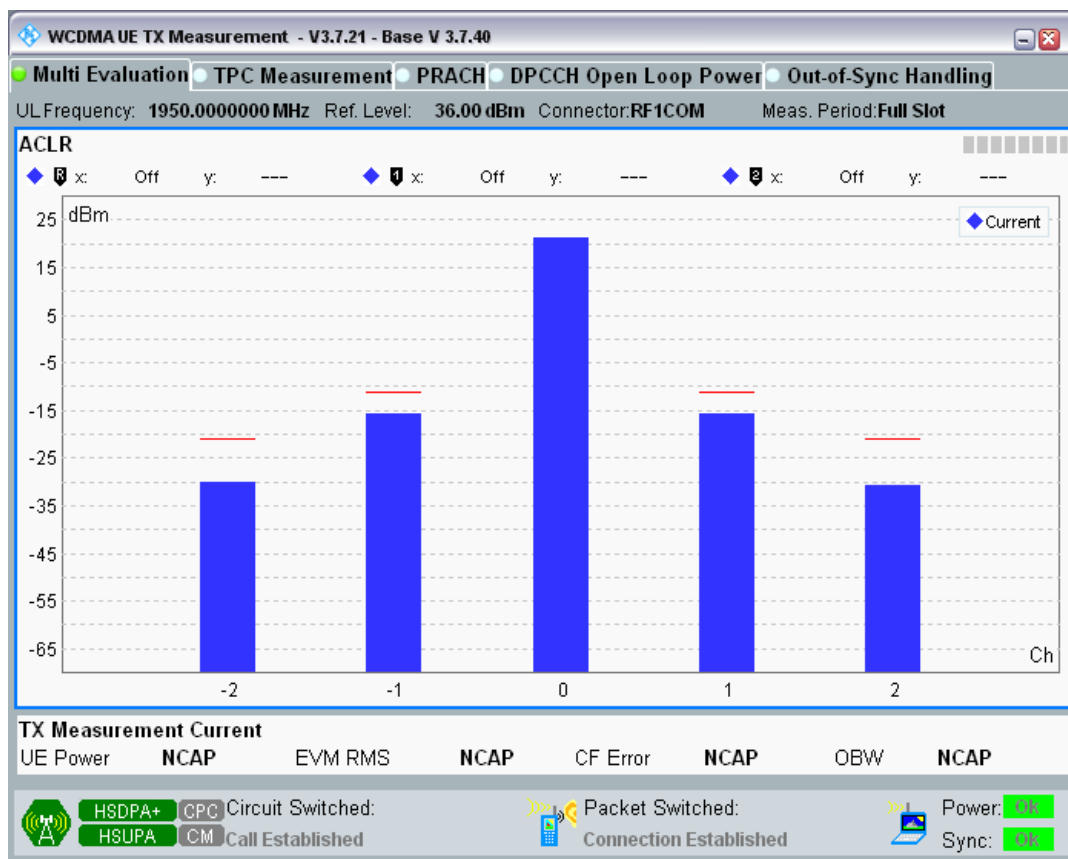 WCDMA UE TX Measurement - V3.7.21 - Base V 3.7.40
Multi Evaluation TPC Measurement PRACH DPCCH Open Loop Power Out-of-Sync Handling
UL Frequency: 1950.0000000 MHz Ref. Level: 36.00 dBm Connector:RF1COM Meas. Period:Full Slot
ACLR
R x: Off y: --- 1 x: Off y: --- 2 x: Off y: ---
dBm
Current
25
15
5
-5
-15
-25
-35
-45
-55
-65
Ch
-2 -1 0 1 2
TX Measurement Current
UE Power NCAP EVM RMS NCAP CF Error NCAP OBW NCAP
HSDPA+ CPC Circuit Switched: Packet Switched: Power: Ok
HSUPA CM Call Established Connection Established Sync: Ok